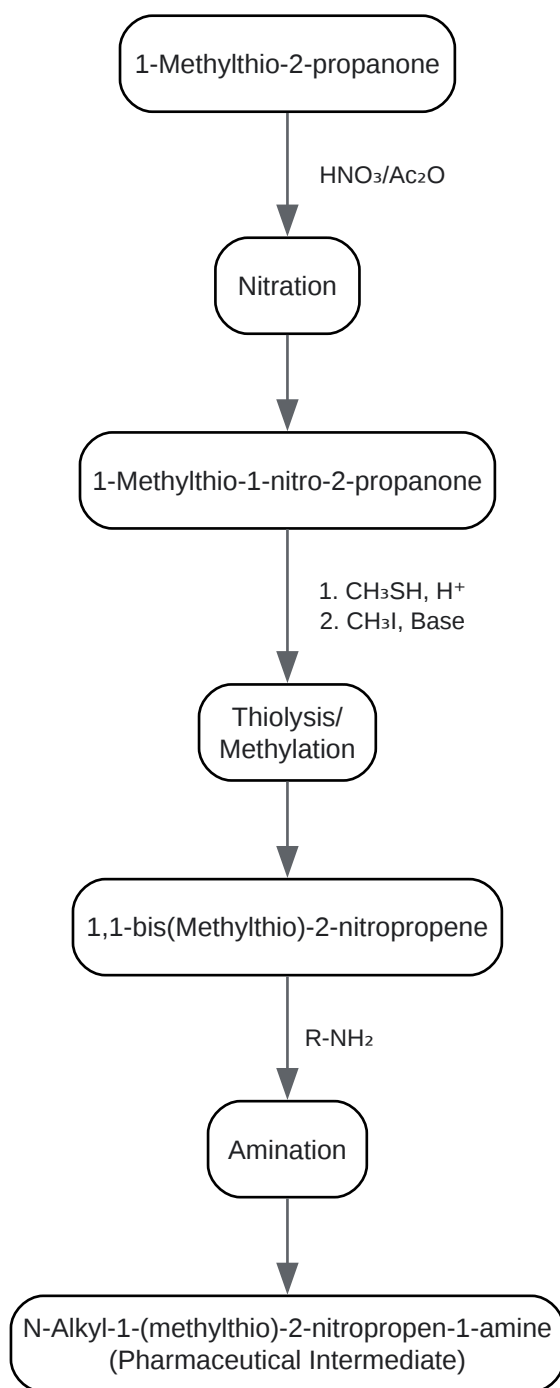 1-Methylthio-2-propanone
HNO₃/Ac₂O
Nitration
1-Methylthio-1-nitro-2-propanone
1. CH₃SH, H⁺
2. CH₃I, Base
Thiolysis/
Methylation
1,1-bis(Methylthio)-2-nitropropene
R-NH₂
Amination
N-Alkyl-1-(methylthio)-2-nitropropen-1-amine
(Pharmaceutical Intermediate)